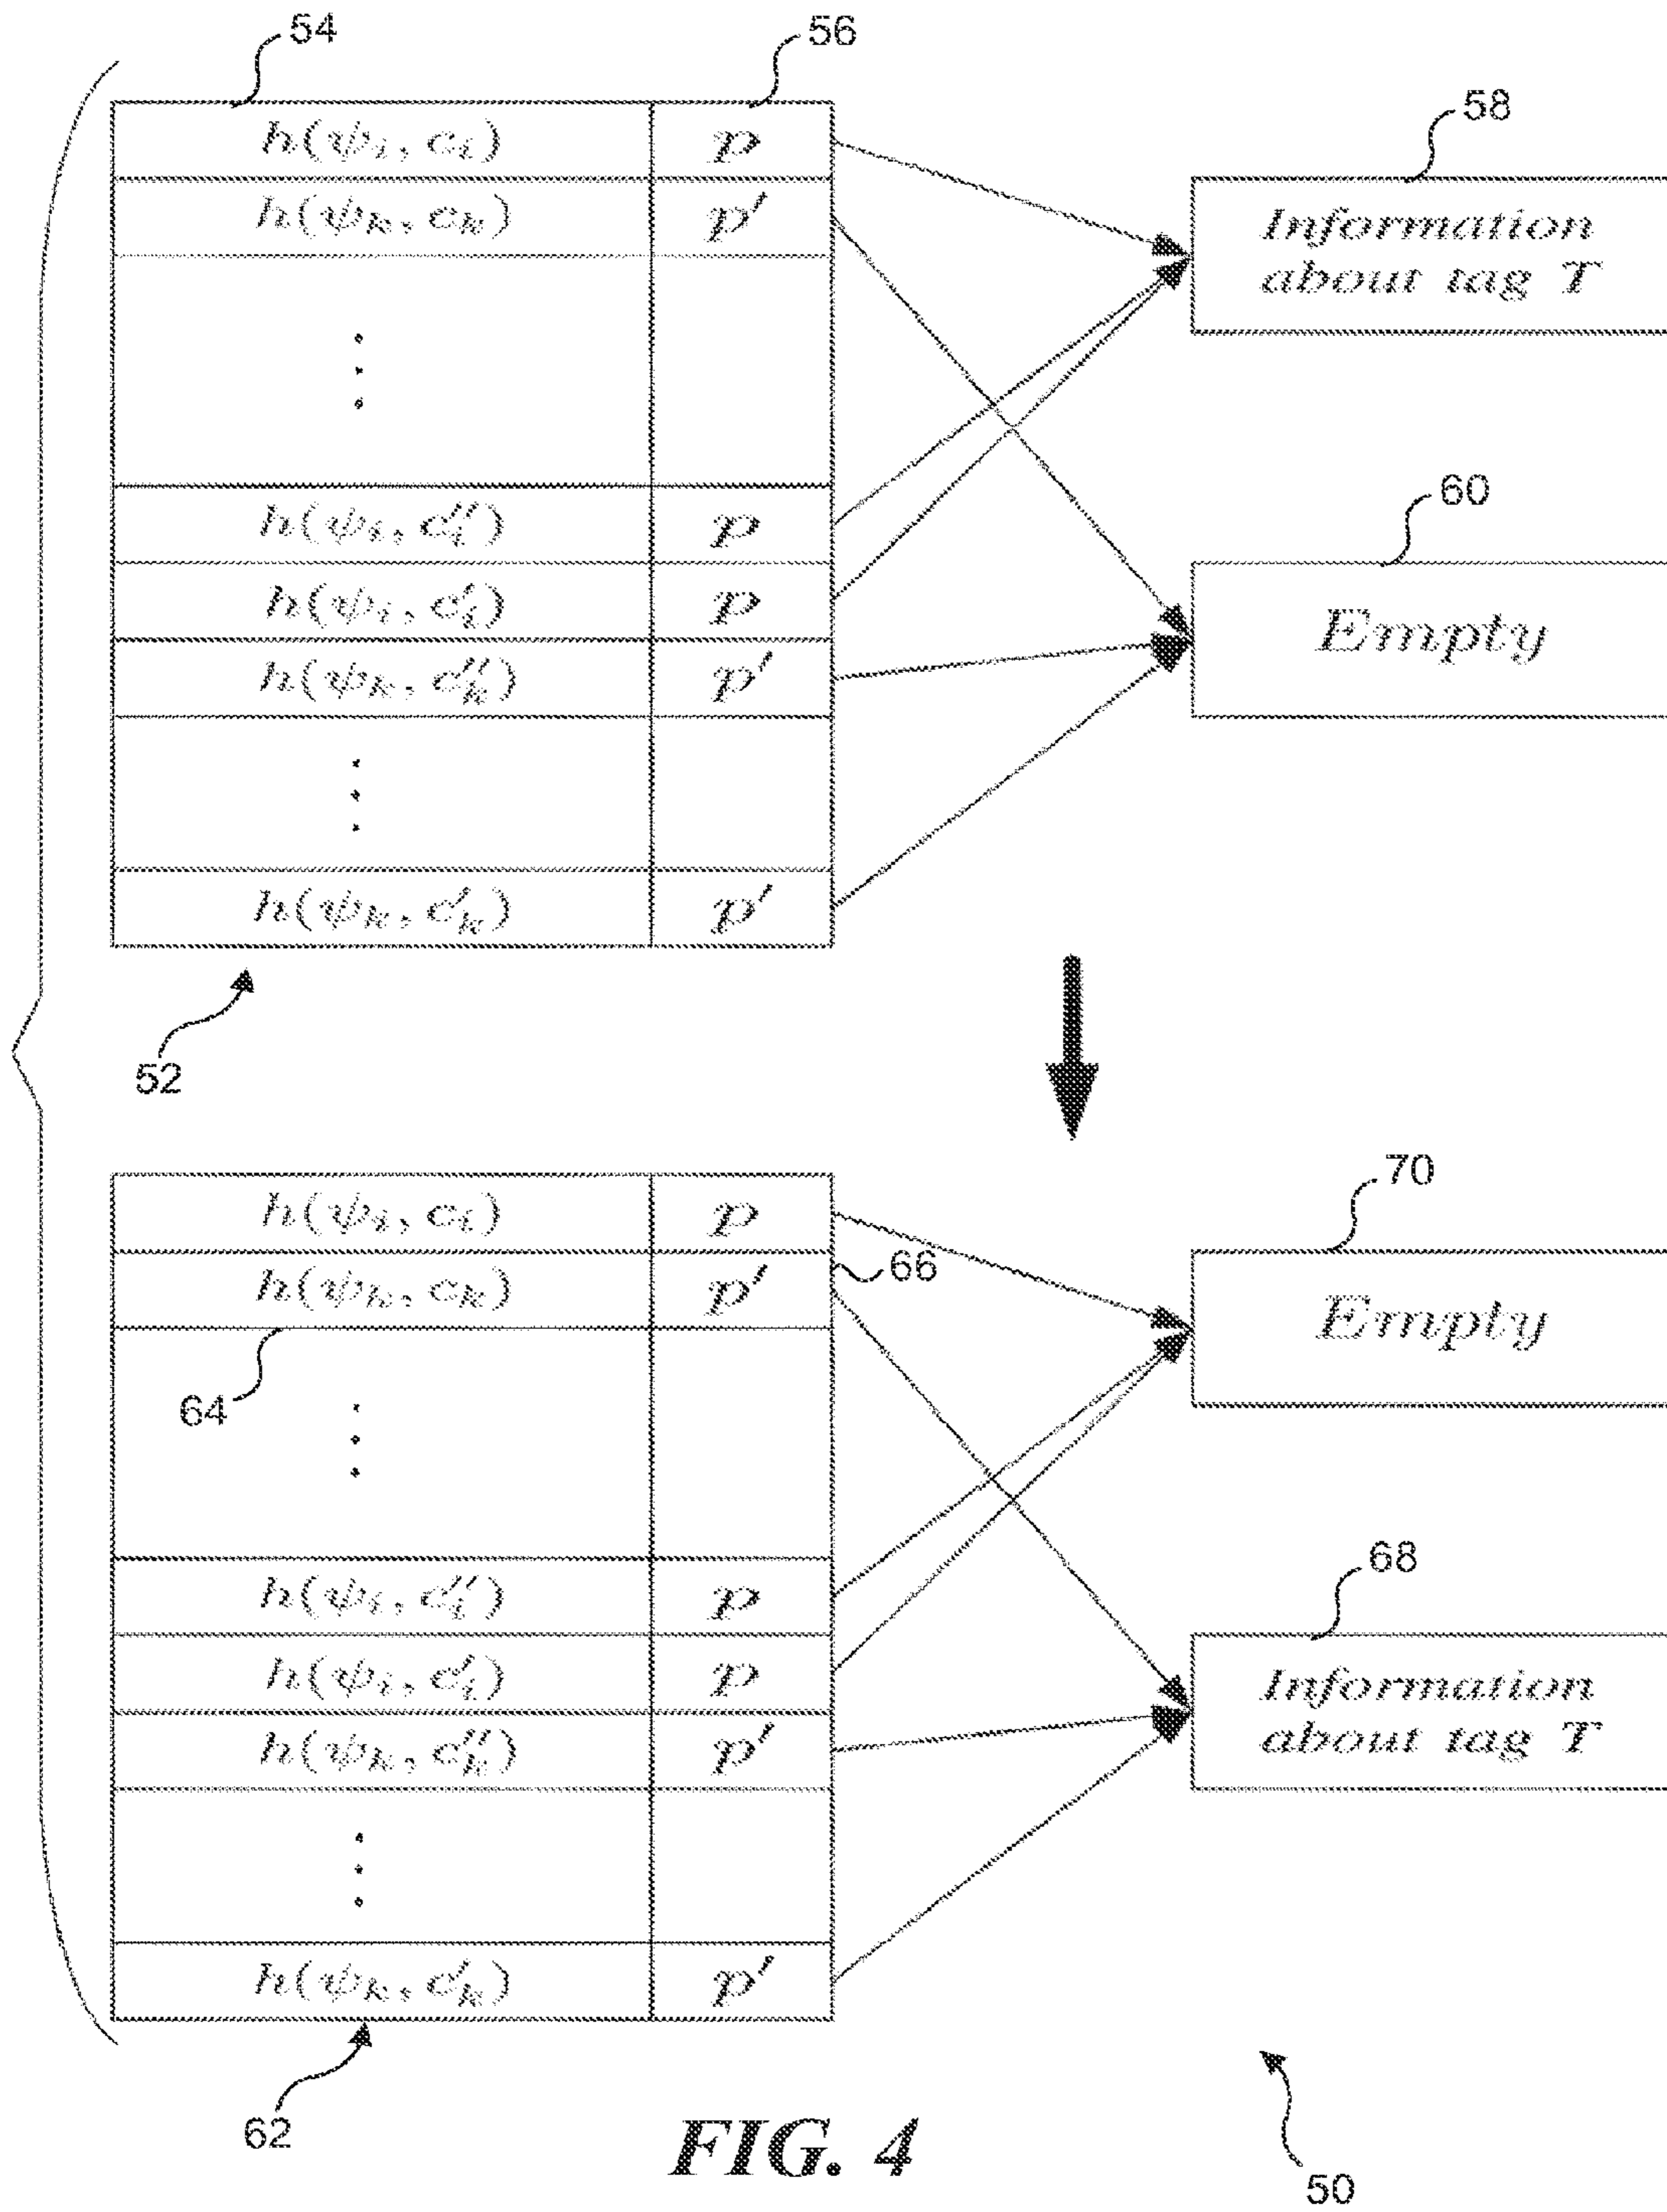 54
56
58
h(ψᵢ, cᵢ) p
h(ψₖ, cₖ) p′
Information
about tag T
60
h(ψᵢ, c″ᵢ) p
h(ψᵢ, c′ᵢ) p
Empty
h(ψₖ, c″ₖ) p′
h(ψₖ, c′ₖ) p′
52
70
h(ψᵢ, cᵢ) p
66
h(ψₖ, cₖ) p′
Empty
64
68
h(ψᵢ, c″ᵢ) p
h(ψᵢ, c′ᵢ) p
Information
about tag T
h(ψₖ, c″ₖ) p′
h(ψₖ, c′ₖ) p′
62
FIG. 4
50